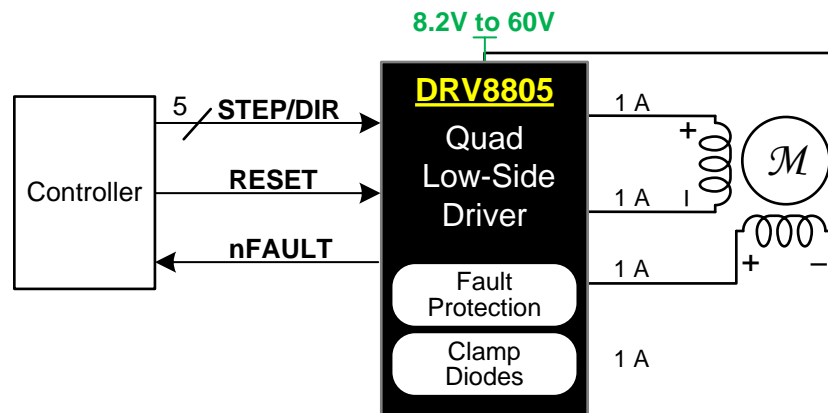 8.2V to 60V
Controller
5
STEP/DIR
RESET
nFAULT
DRV8805
Quad
Low-Side
Driver
Fault
Protection
Clamp
Diodes
1 A
+
1 A
–
M
1 A
+
–
1 A